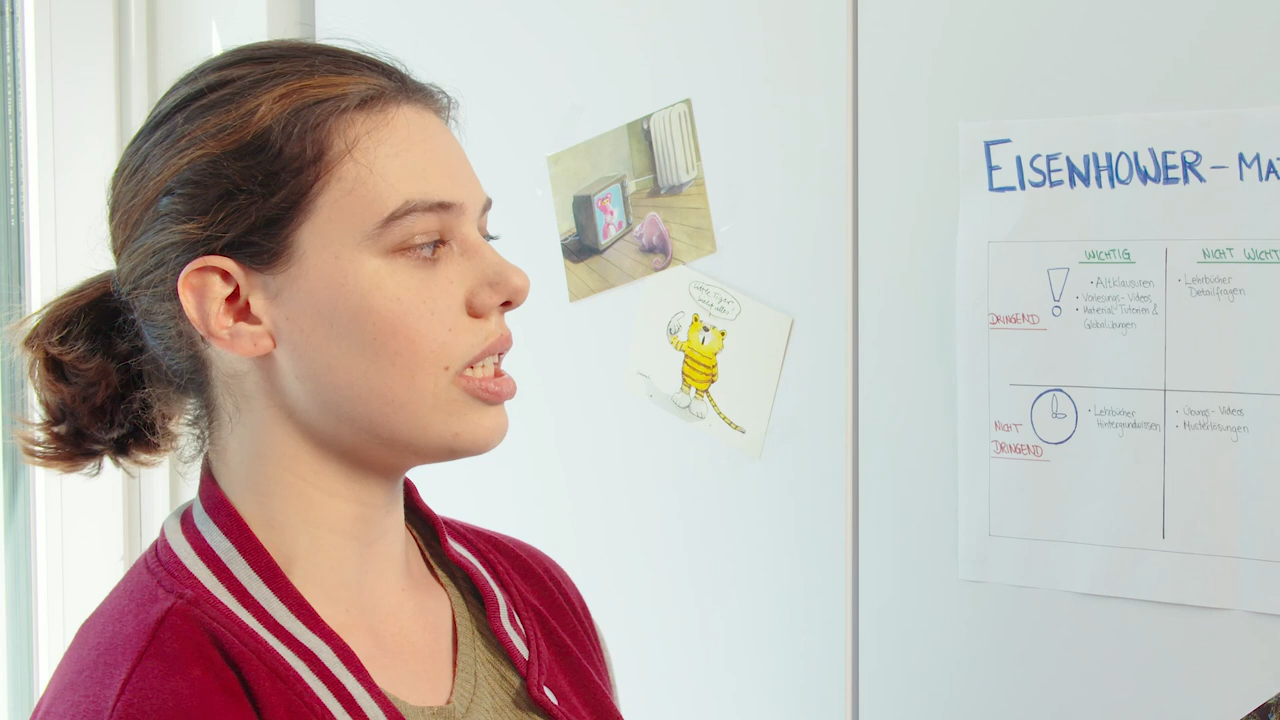 EISENHOWER - MA
WICHTIG
NICHT WICHT
DRINGEND
• Altklausuren
• Vorlesungs-Videos
• Material Tutorien &
Globalübungen
• Lehrbücher
Detailfragen
NICHT
DRINGEND
• Lehrbücher
Hintergrundwissen
• Übungs-Videos
• Musterlösungen